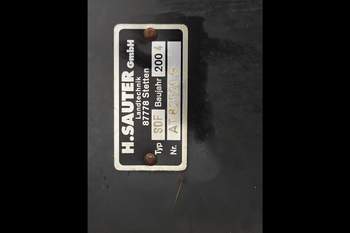 H.SAUTER GmbH
Landtechnik
87778 Stetten
Typ SDF Baujahr 2004
Nr.